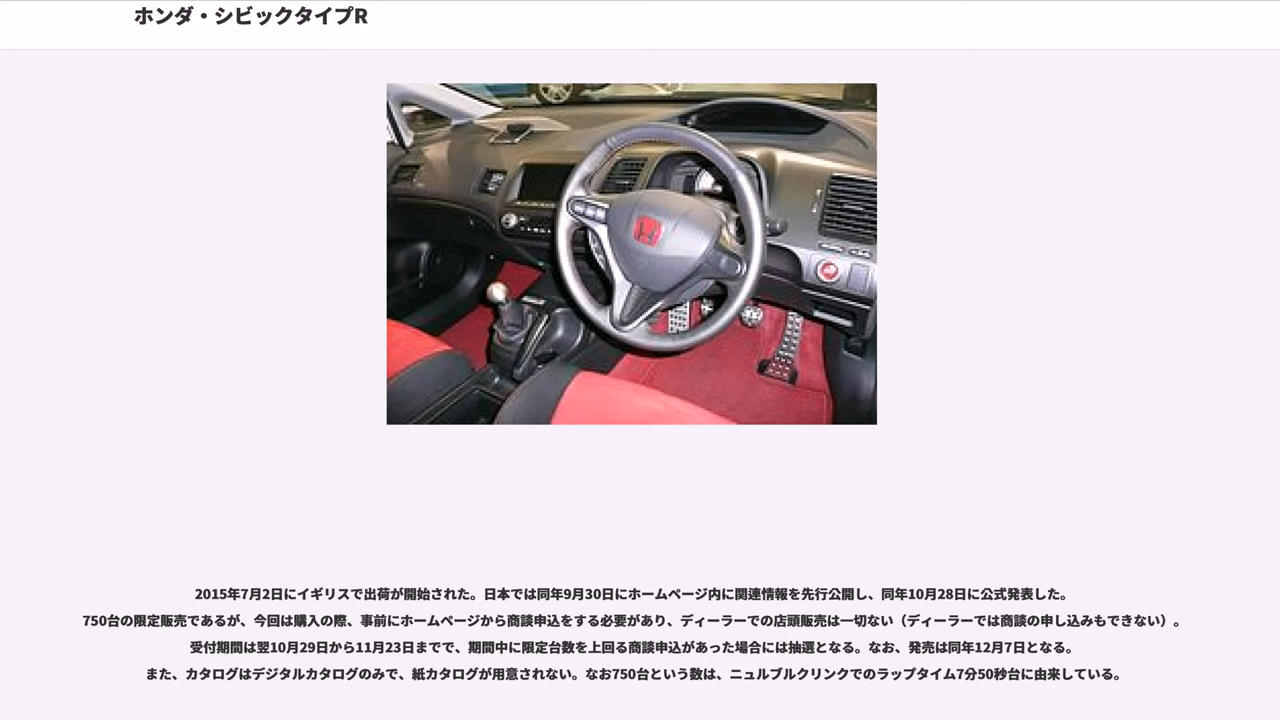 ホンダ・シビックタイプR
2015年7月2日にイギリスで出荷が開始された。日本では同年9月30日にホームページ内に関連情報を先行公開し、同年10月28日に公式発表した。
750台の限定販売であるが、今回は購入の際、事前にホームページから商談申込をする必要があり、ディーラーでの店頭販売は一切ない（ディーラーでは商談の申し込みもできない）。
受付期間は翌10月29日から11月23日までで、期間中に限定台数を上回る商談申込があった場合には抽選となる。なお、発売は同年12月7日となる。
また、カタログはデジタルカタログのみで、紙カタログが用意されない。なお750台という数は、ニュルブルクリンクでのラップタイム7分50秒台に由来している。